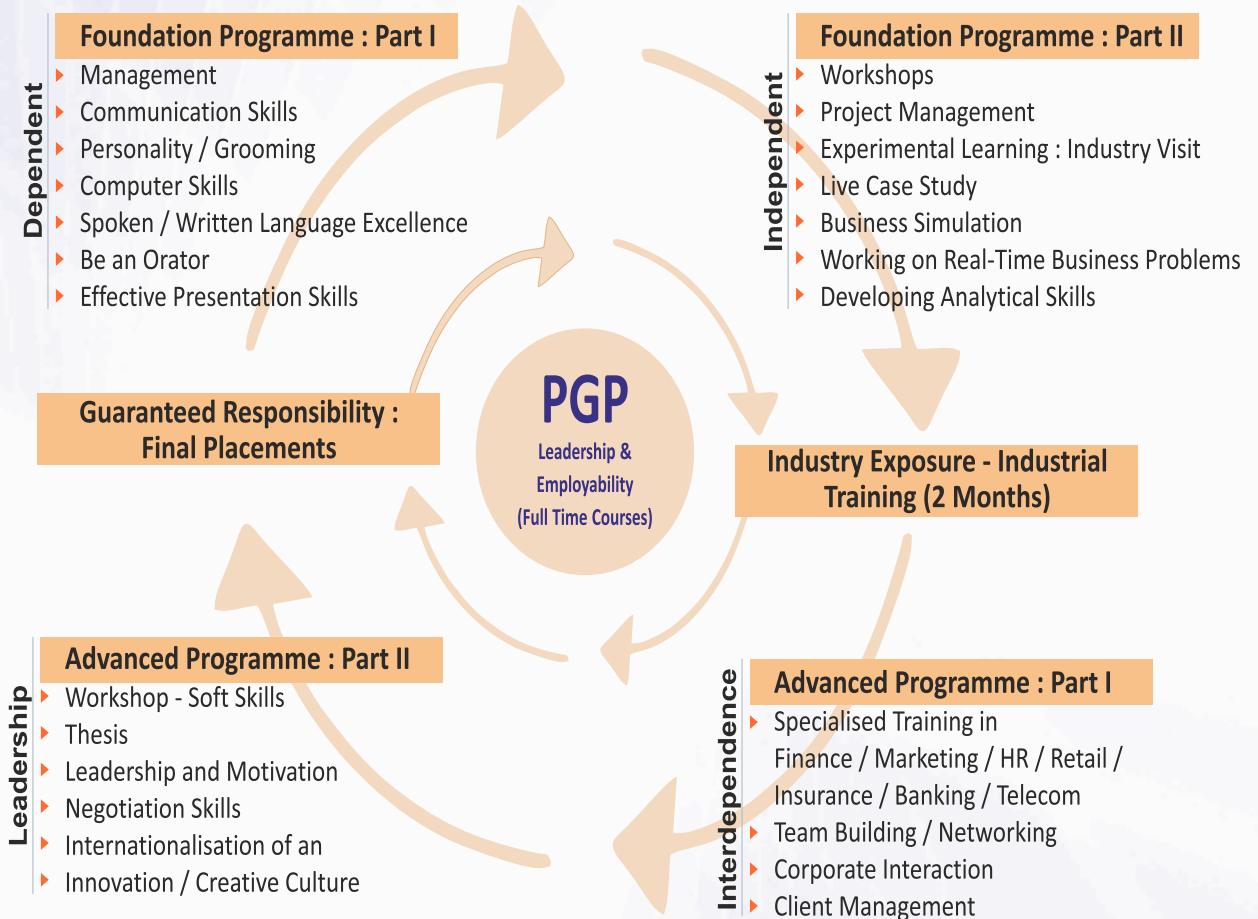 Foundation Programme : Part I
Dependent
Management
Communication Skills
Personality / Grooming
Computer Skills
Spoken / Written Language Excellence
Be an Orator
Effective Presentation Skills
Foundation Programme : Part II
Independent
Workshops
Project Management
Experimental Learning : Industry Visit
Live Case Study
Business Simulation
Working on Real-Time Business Problems
Developing Analytical Skills
Guaranteed Responsibility :
Final Placements
PGP
Leadership &
Employability
(Full Time Courses)
Industry Exposure - Industrial
Training (2 Months)
Advanced Programme : Part II
Leadership
Workshop - Soft Skills
Thesis
Leadership and Motivation
Negotiation Skills
Internationalisation of an
Innovation / Creative Culture
Advanced Programme : Part I
Interdependence
Specialised Training in
Finance / Marketing / HR / Retail /
Insurance / Banking / Telecom
Team Building / Networking
Corporate Interaction
Client Management